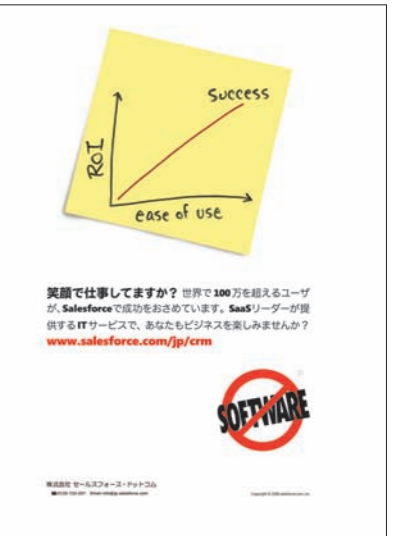 Success
ROI
ease of use
笑顔で仕事してますか? 世界で100万を超えるユーザ
が、Salesforceで成功をおさめています。SaaSリーダーが提
供するITサービスで、あなたもビジネスを楽しみませんか?
www.salesforce.com/jp/crm
SOFTWARE
株式会社 セールスフォース・ドットコム